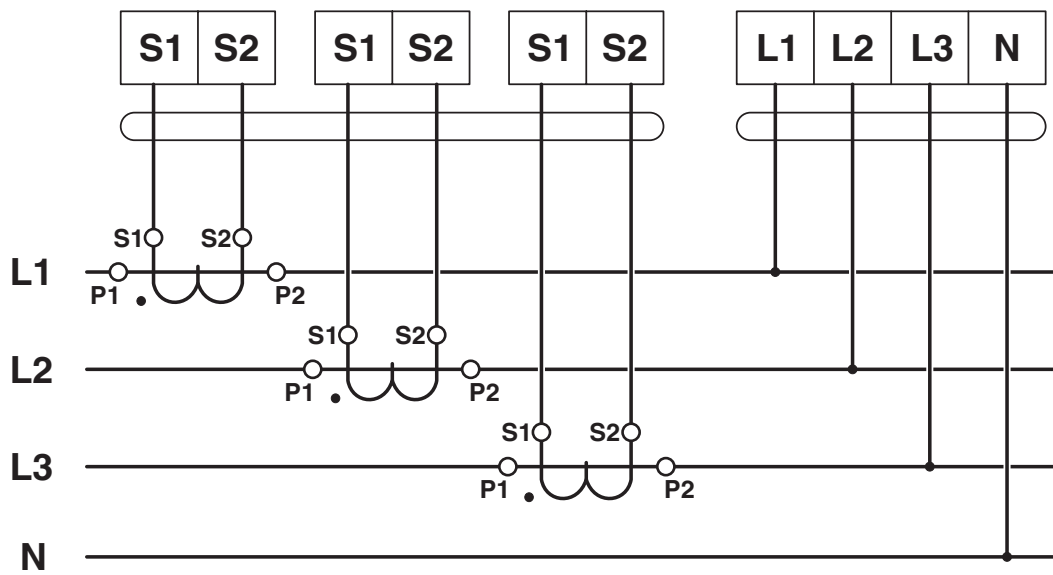 S1 S2 S1 S2 S1 S2 L1 L2 L3 N
S1 S2
L1
P1 P2
S1 S2
L2
P1 P2
S1 S2
L3
P1 P2
N